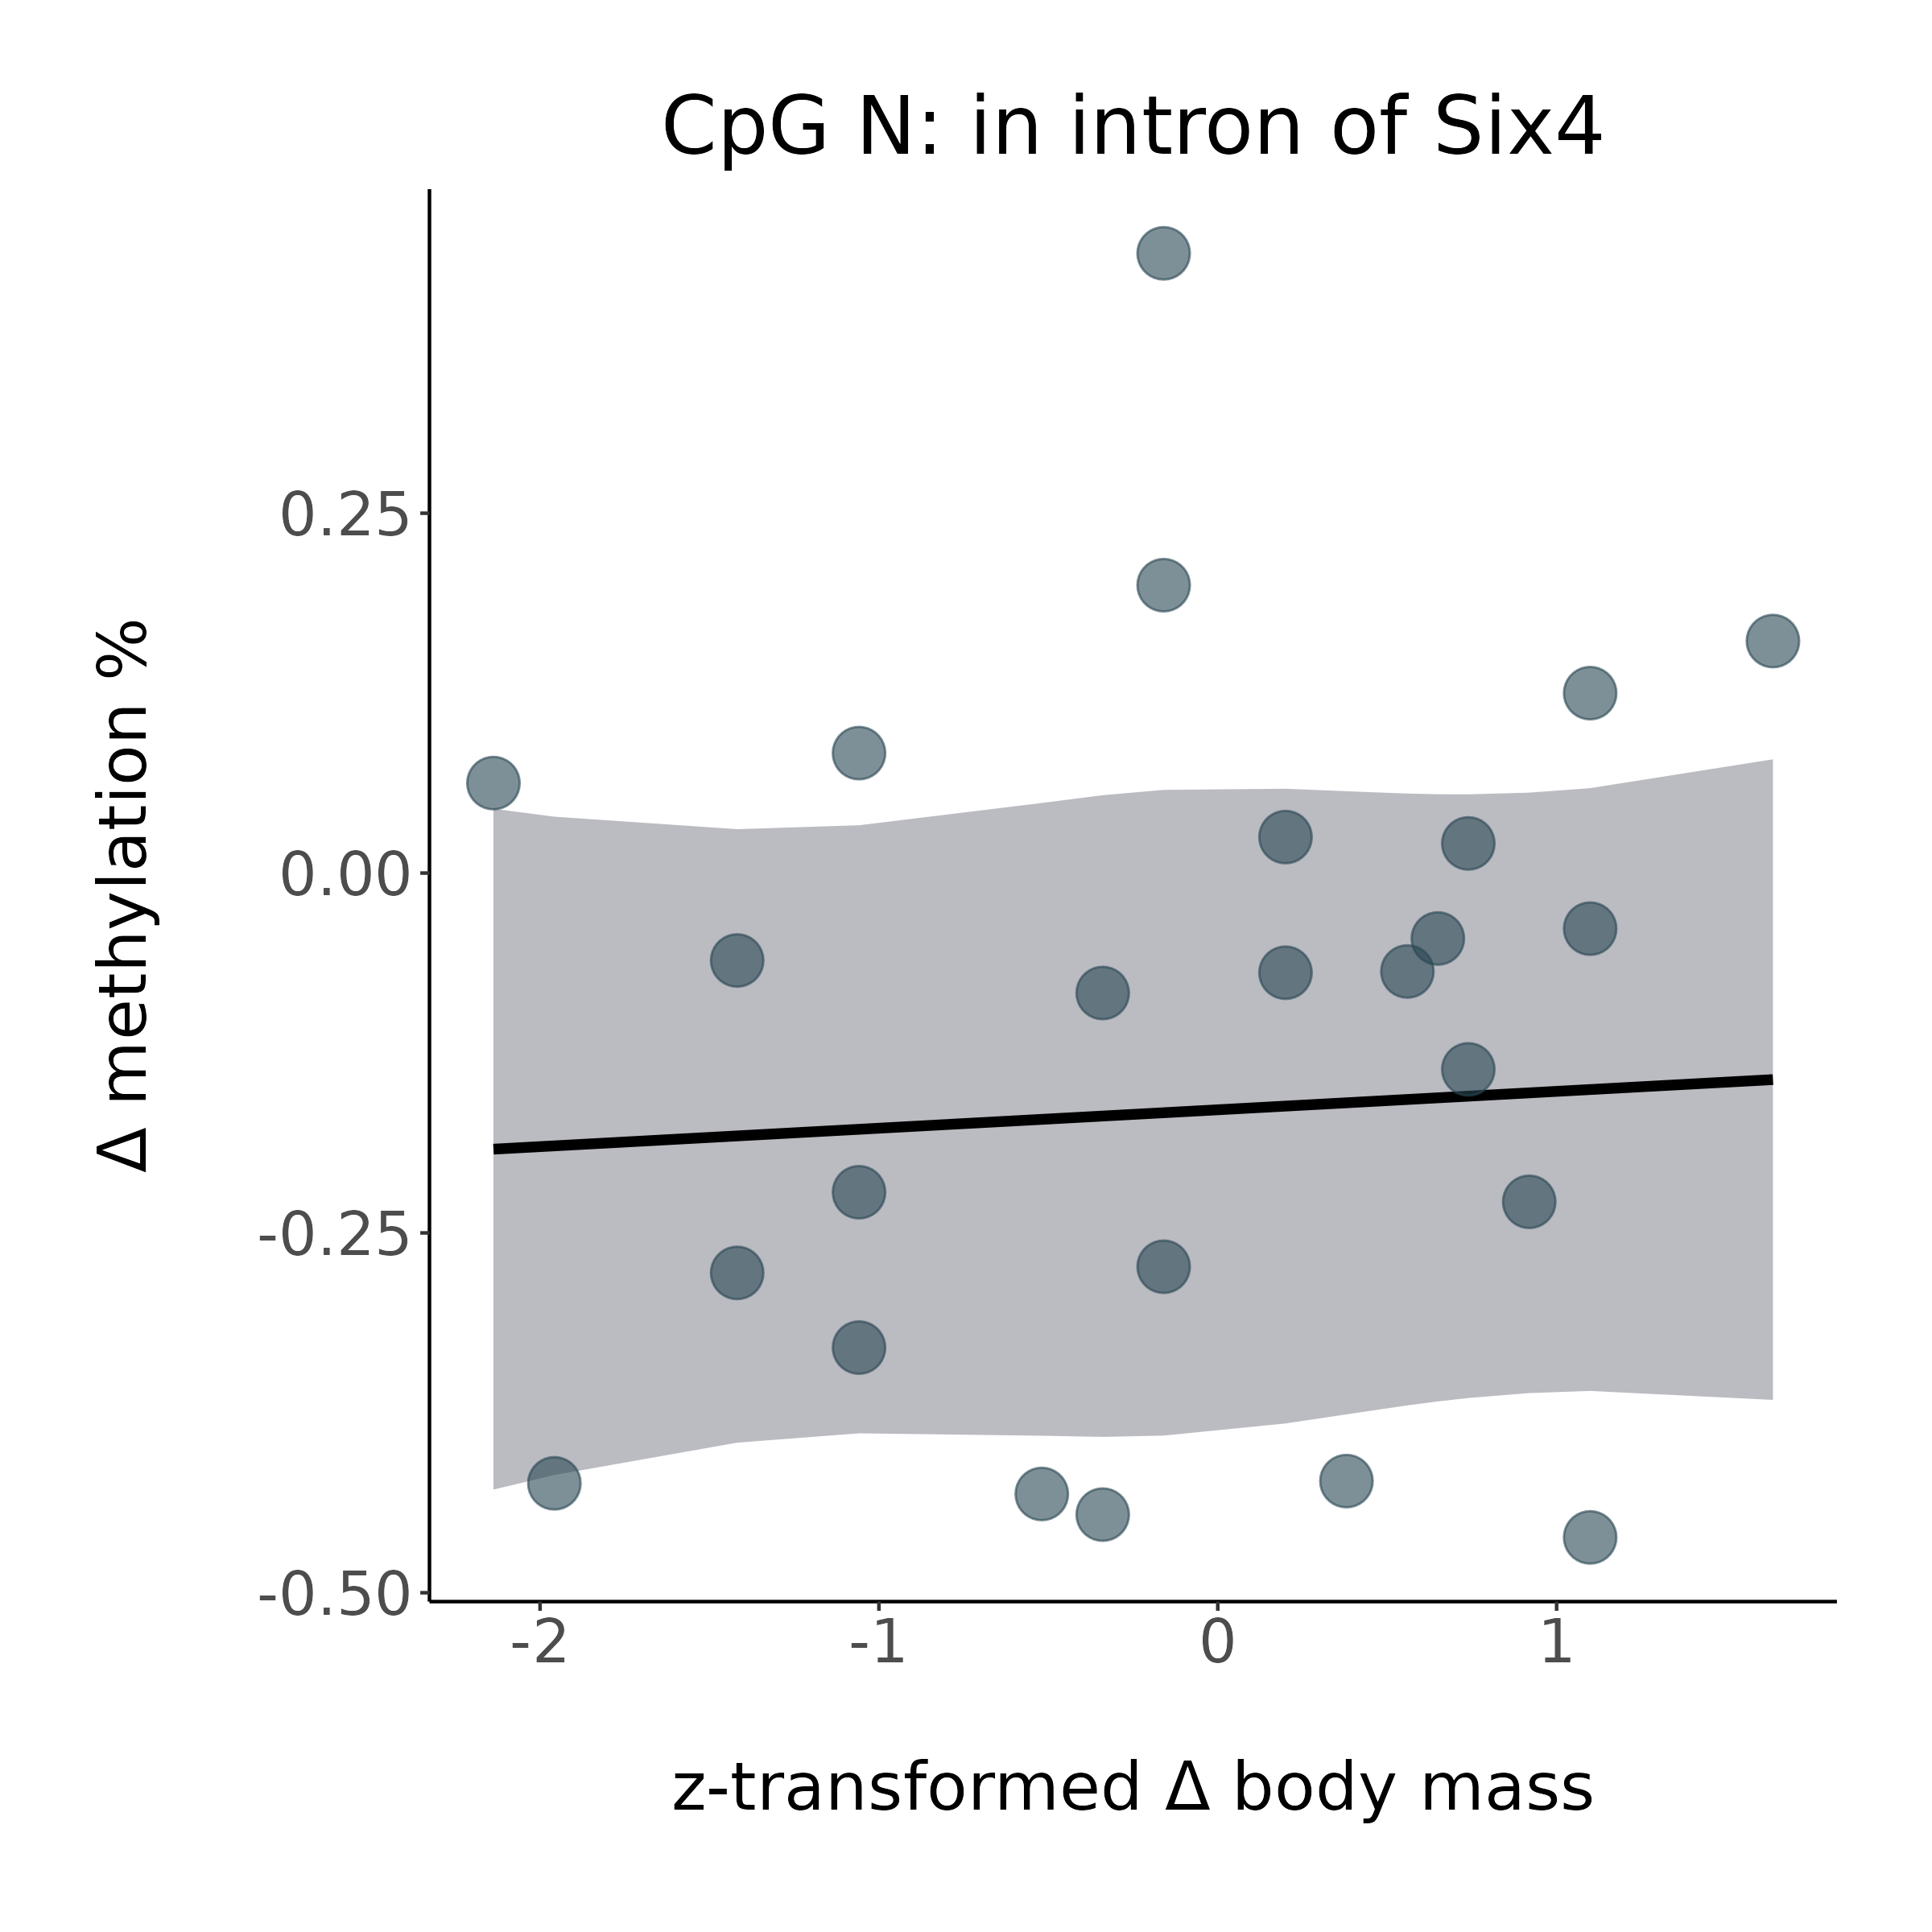 CpG N: in intron of Six4
Δ methylation %
0.25
0.00
-0.25
-0.50
-2
-1
0
1
z-transformed Δ body mass